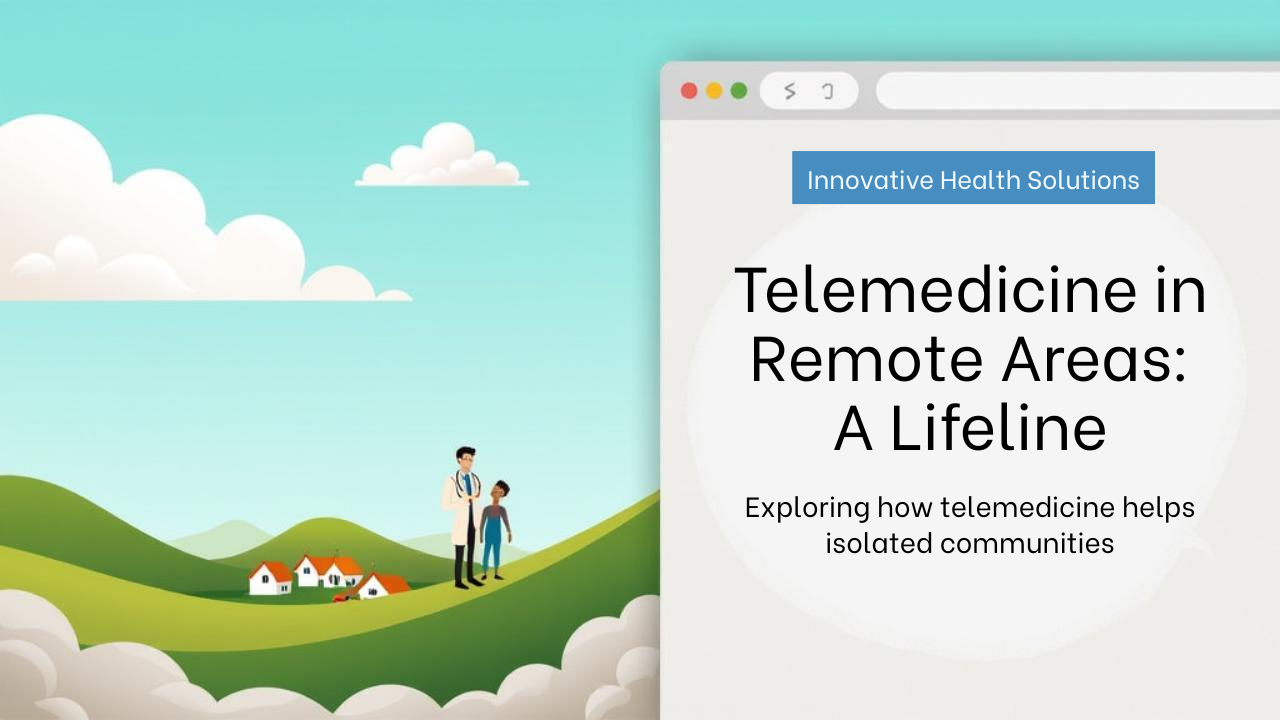 Innovative Health Solutions
Telemedicine in
Remote Areas:
A Lifeline
Exploring how telemedicine helps
isolated communities